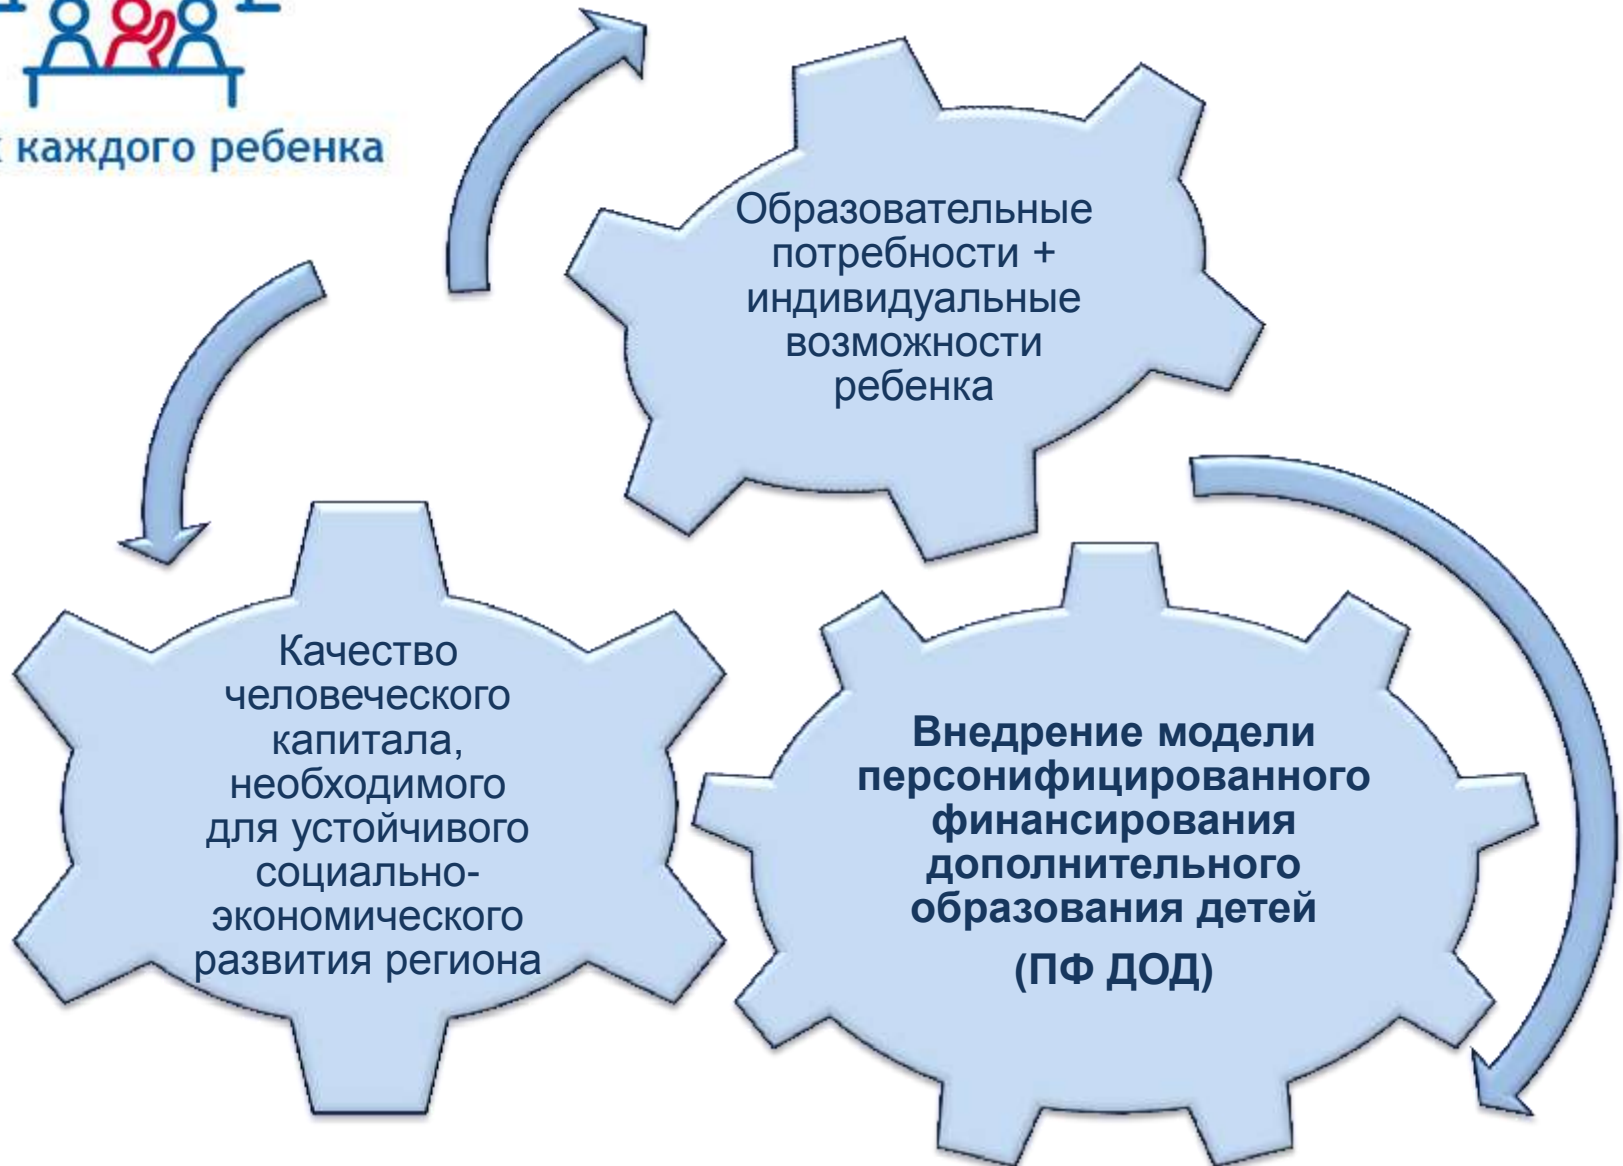 каждого ребенка
Образовательные
потребности +
индивидуальные
возможности
ребенка
Качество
человеческого
капитала,
необходимого
для устойчивого
социально-
экономического
развития региона
Внедрение модели
персонифицированного
финансирования
дополнительного
образования детей
(ПФ ДОД)